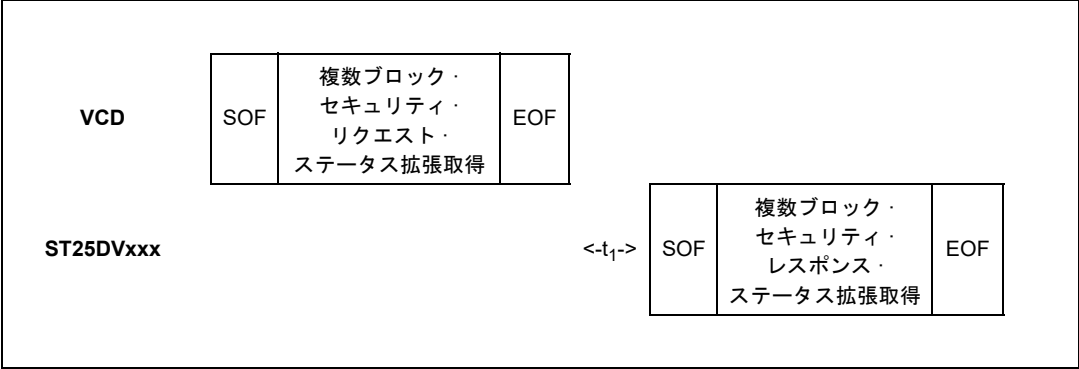 VCD
SOF
複数ブロック・
セキュリティ・
リクエスト・
ステータス拡張取得
EOF
ST25DVxxx
<-t1->
SOF
複数ブロック・
セキュリティ・
レスポンス・
ステータス拡張取得
EOF